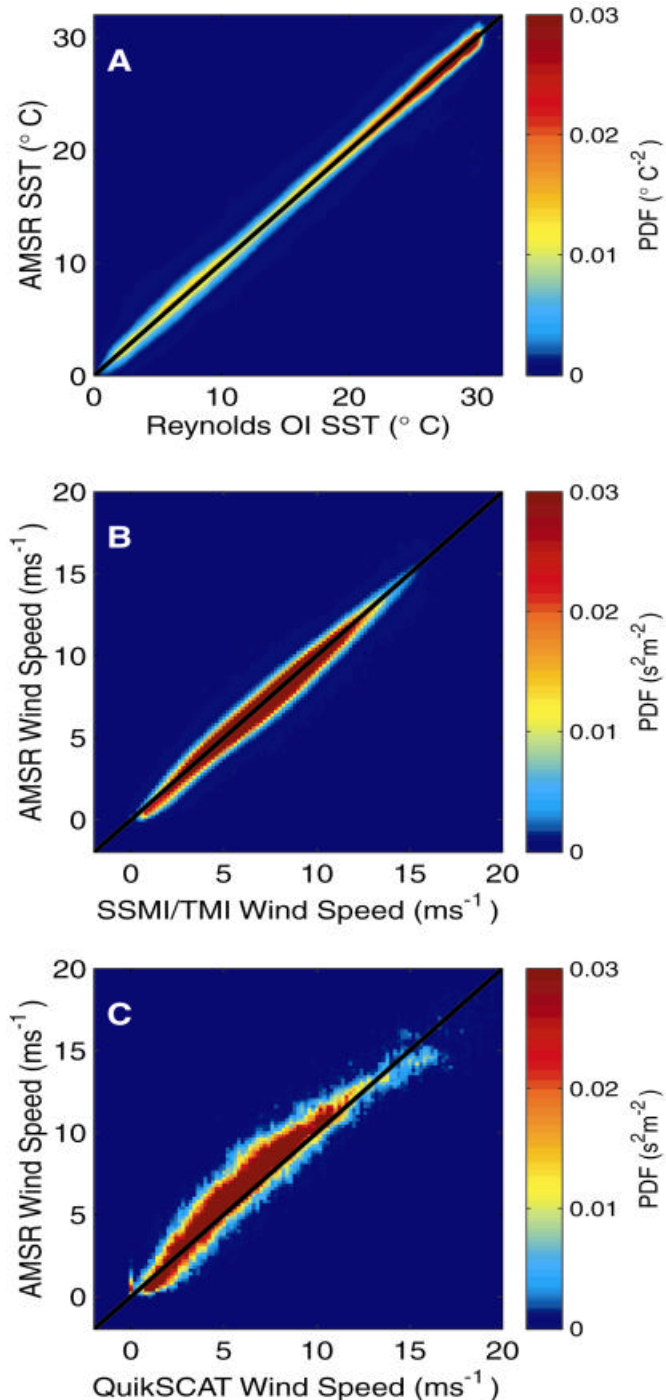 A
30
20
10
0
AMSR SST (° C)
0 10 20 30
Reynolds OI SST (° C)
0.03
0.02
0.01
0
PDF (° C-2)
B
20
15
10
5
0
AMSR Wind Speed (ms-1)
0 5 10 15 20
SSMI/TMI Wind Speed (ms-1 )
0.03
0.02
0.01
0
PDF (s2m-2)
C
20
15
10
5
0
AMSR Wind Speed (ms-1)
0 5 10 15 20
QuikSCAT Wind Speed (ms-1 )
0.03
0.02
0.01
0
PDF (s2m-2)